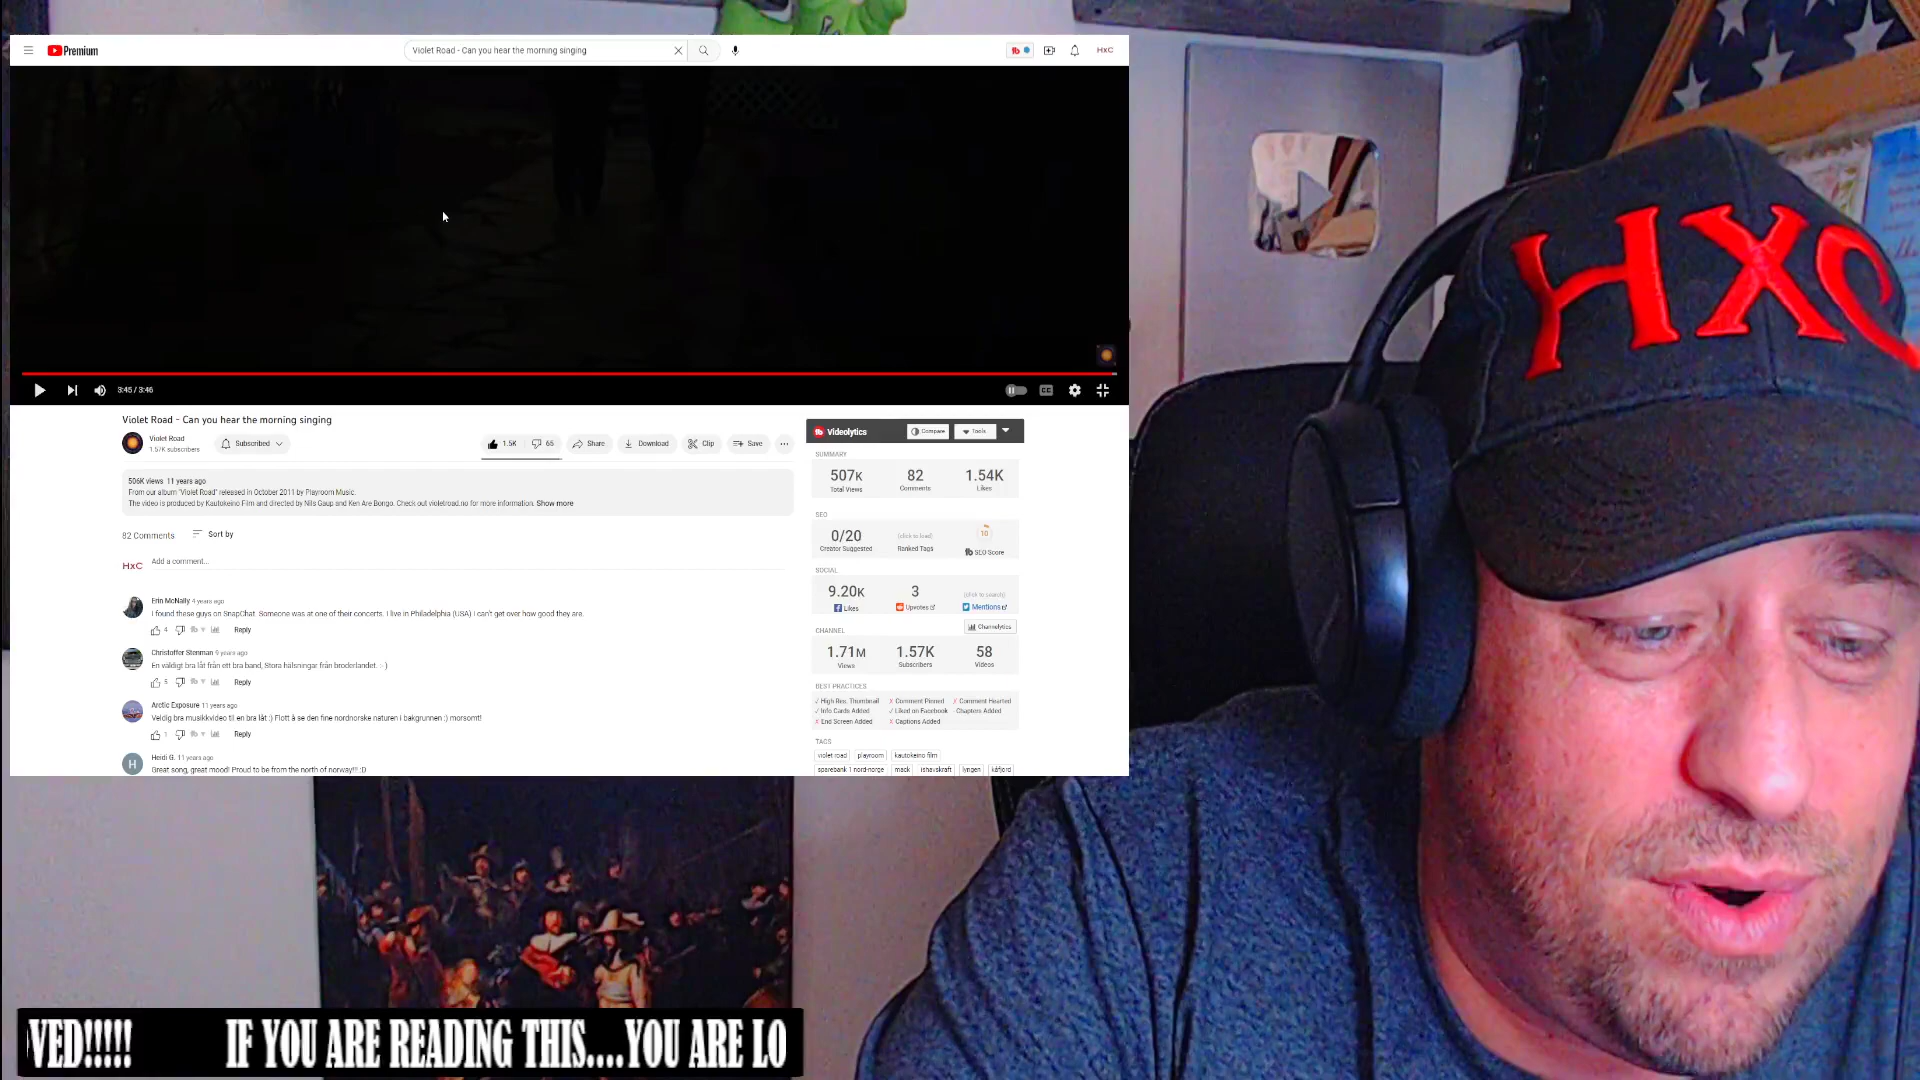 Premium
Violet Road - Can you hear the morning singing
HxC
3:45 / 3:46
Violet Road - Can you hear the morning singing
Violet Road
1.57K subscribers
Subscribed
1.5K
65
Share
Download
Clip
Save
506K views 11 years ago
From our album "Violet Road" released in October 2011 by Playroom Music.
The video is produced by Kautokeino Film and directed by Nils Gaup and Ken Are Bongo. Check out violetroad.no for more information. Show more
82 Comments
Sort by
HxC
Add a comment...
Erin McNally 4 years ago
I found these guys on SnapChat. Someone was at one of their concerts. I live in Philadelphia (USA) I can't get over how good they are.
4
Reply
Christoffer Stenman 9 years ago
En väldigt bra låt från ett bra band, Stora hälsningar från broderlandet. :-)
5
Reply
Arctic Exposure 11 years ago
Veldig bra musikkvideo til en bra låt :) Flott å se den fine nordnorske naturen i bakgrunnen :) morsomt!
1
Reply
H
Heidi G. 11 years ago
Great song, great mood! Proud to be from the north of norway!!! :D
Videolytics
Compare
Tools
SUMMARY
507K 82 1.54K
Total Views Comments Likes
SEO
0/20 (click to load) 10
Creator Suggested Ranked Tags SEO Score
SOCIAL
9.20K 3 (click to search)
Likes Upvotes Mentions
CHANNEL
Channelytics
1.71M 1.57K 58
Views Subscribers Videos
BEST PRACTICES
High Res. Thumbnail Comment Pinned Comment Hearted
Info Cards Added Liked on Facebook Chapters Added
End Screen Added Captions Added
TAGS
violet road playroom kautokeino film
sparebank 1 nord-norge mack ishavskraft lyngen kåfjord
HXC
VED!!!!! IF YOU ARE READING THIS....YOU ARE LO